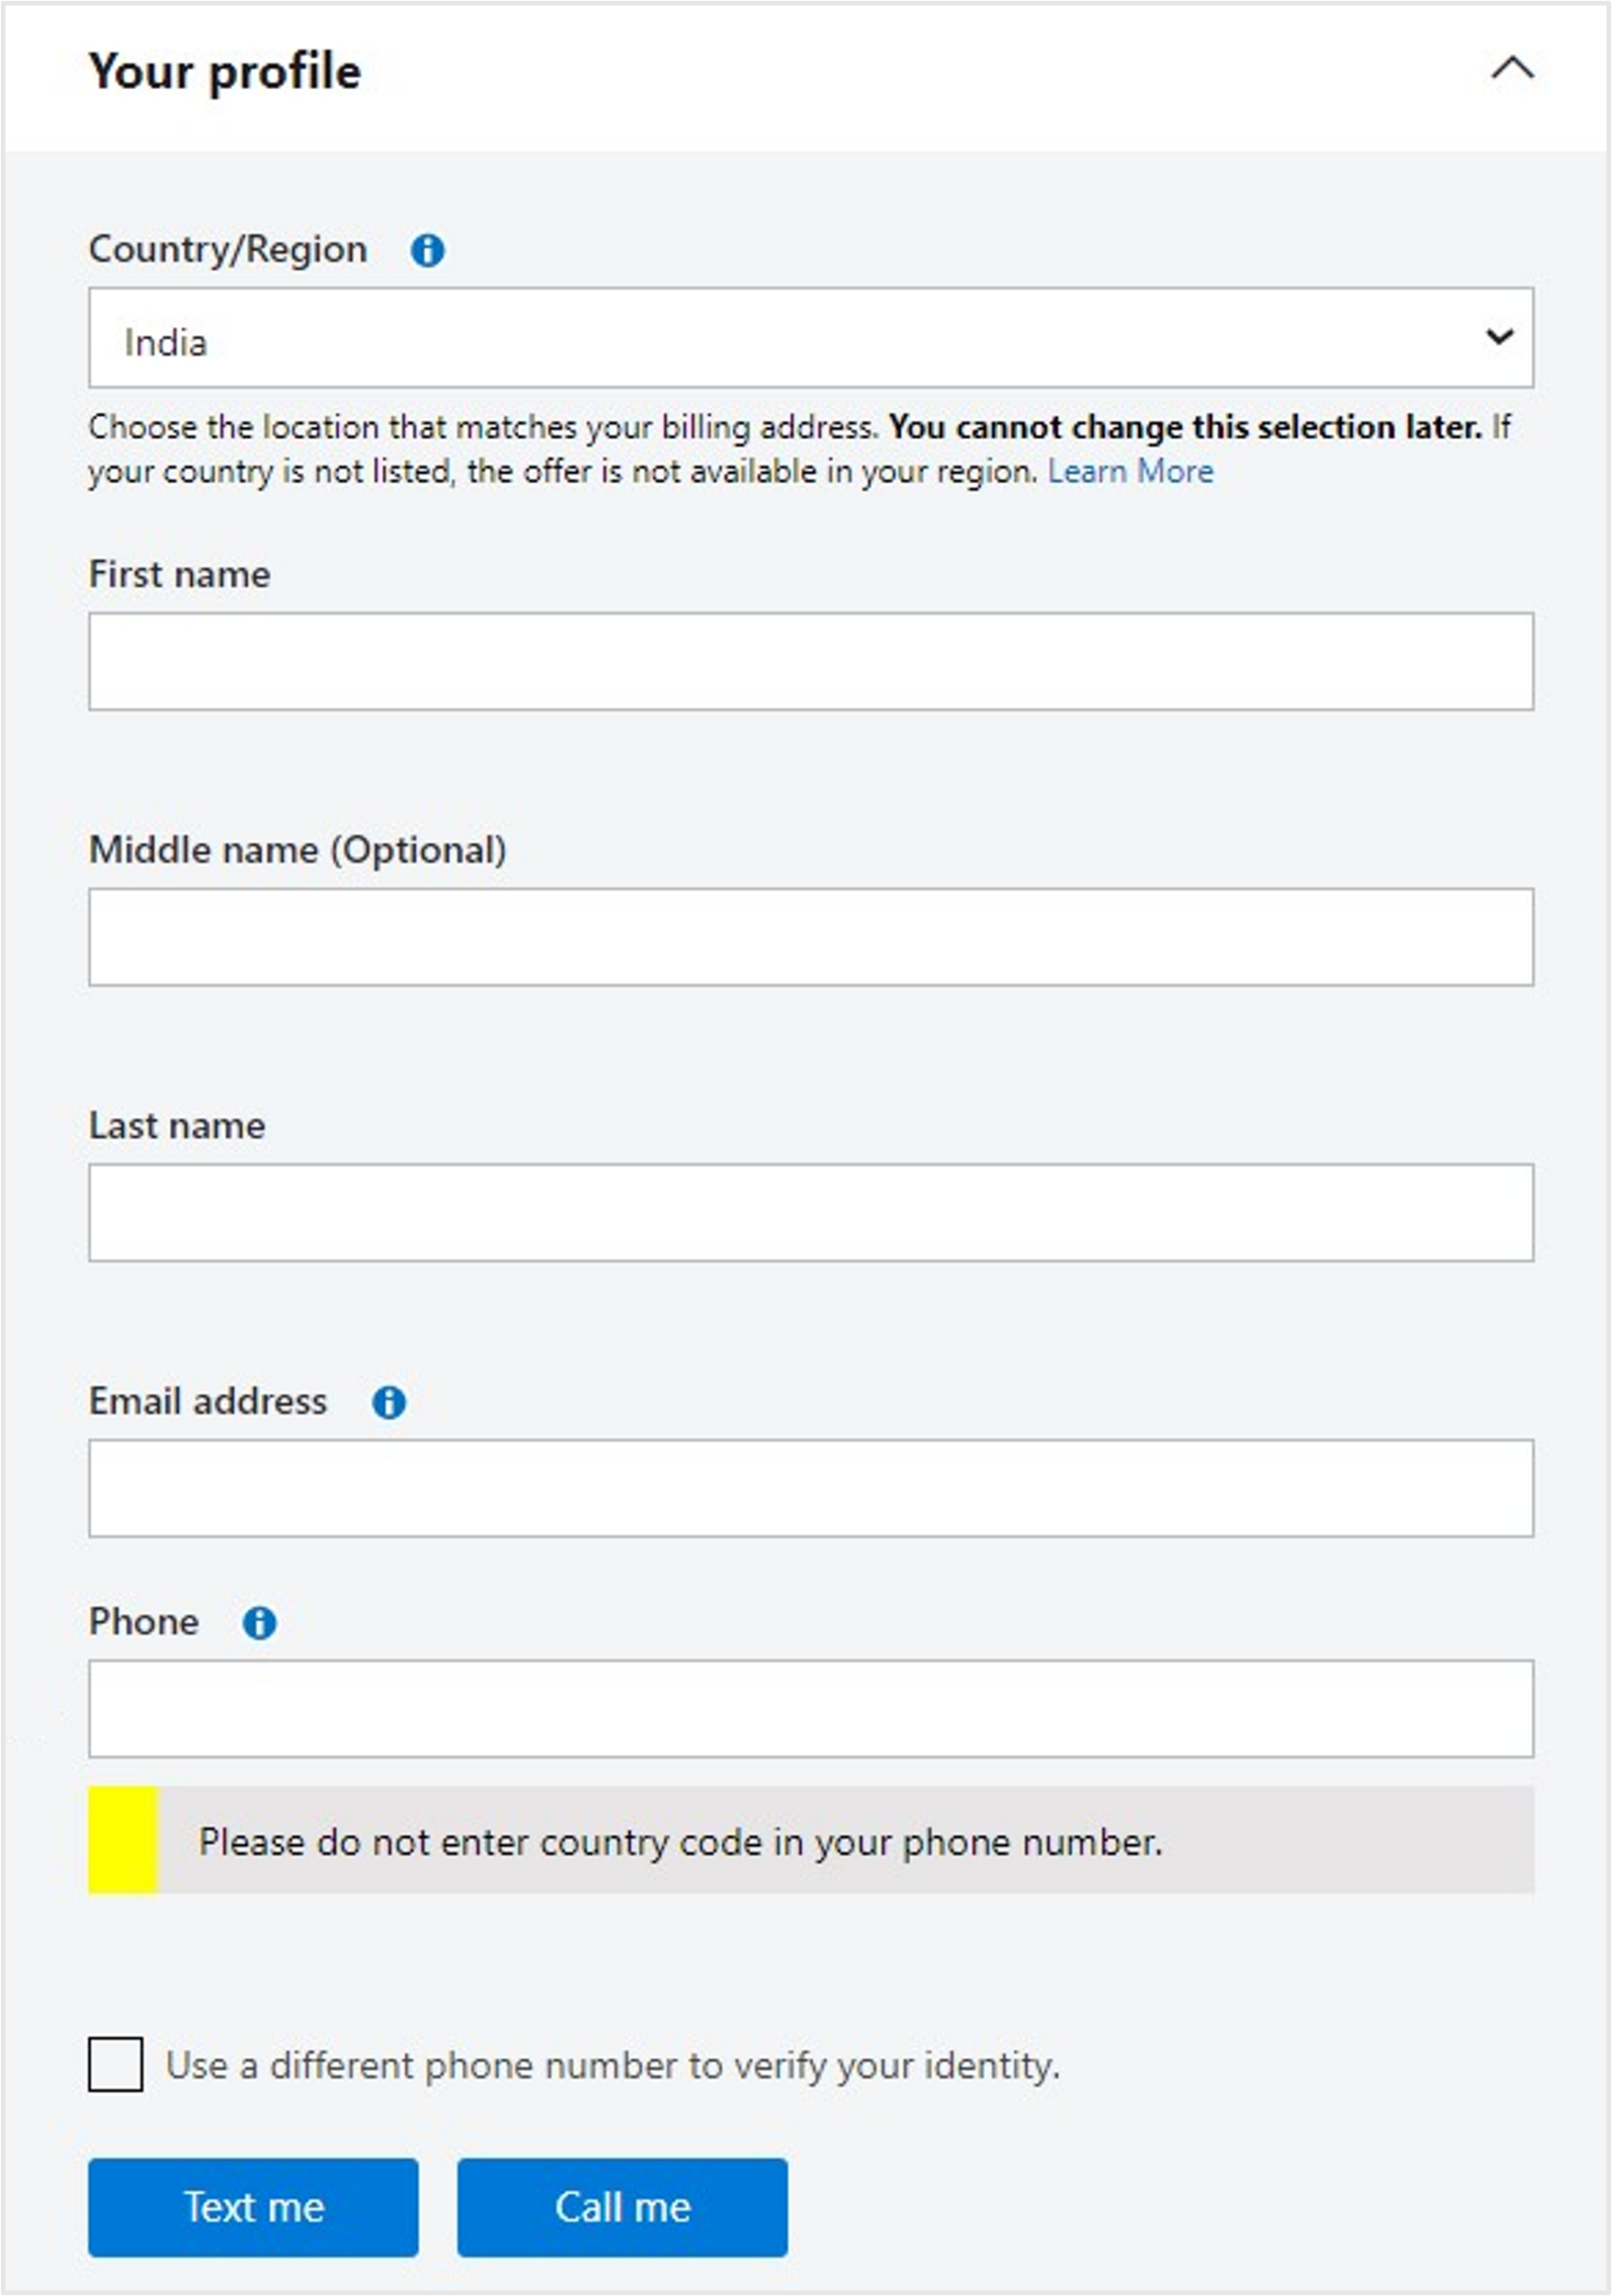 Your profile
Country/Region
India
Choose the location that matches your billing address. You cannot change this selection later. If
your country is not listed, the offer is not available in your region. Learn More
First name
Middle name (Optional)
Last name
Email address
Phone
Please do not enter country code in your phone number.
Use a different phone number to verify your identity.
Text me
Call me